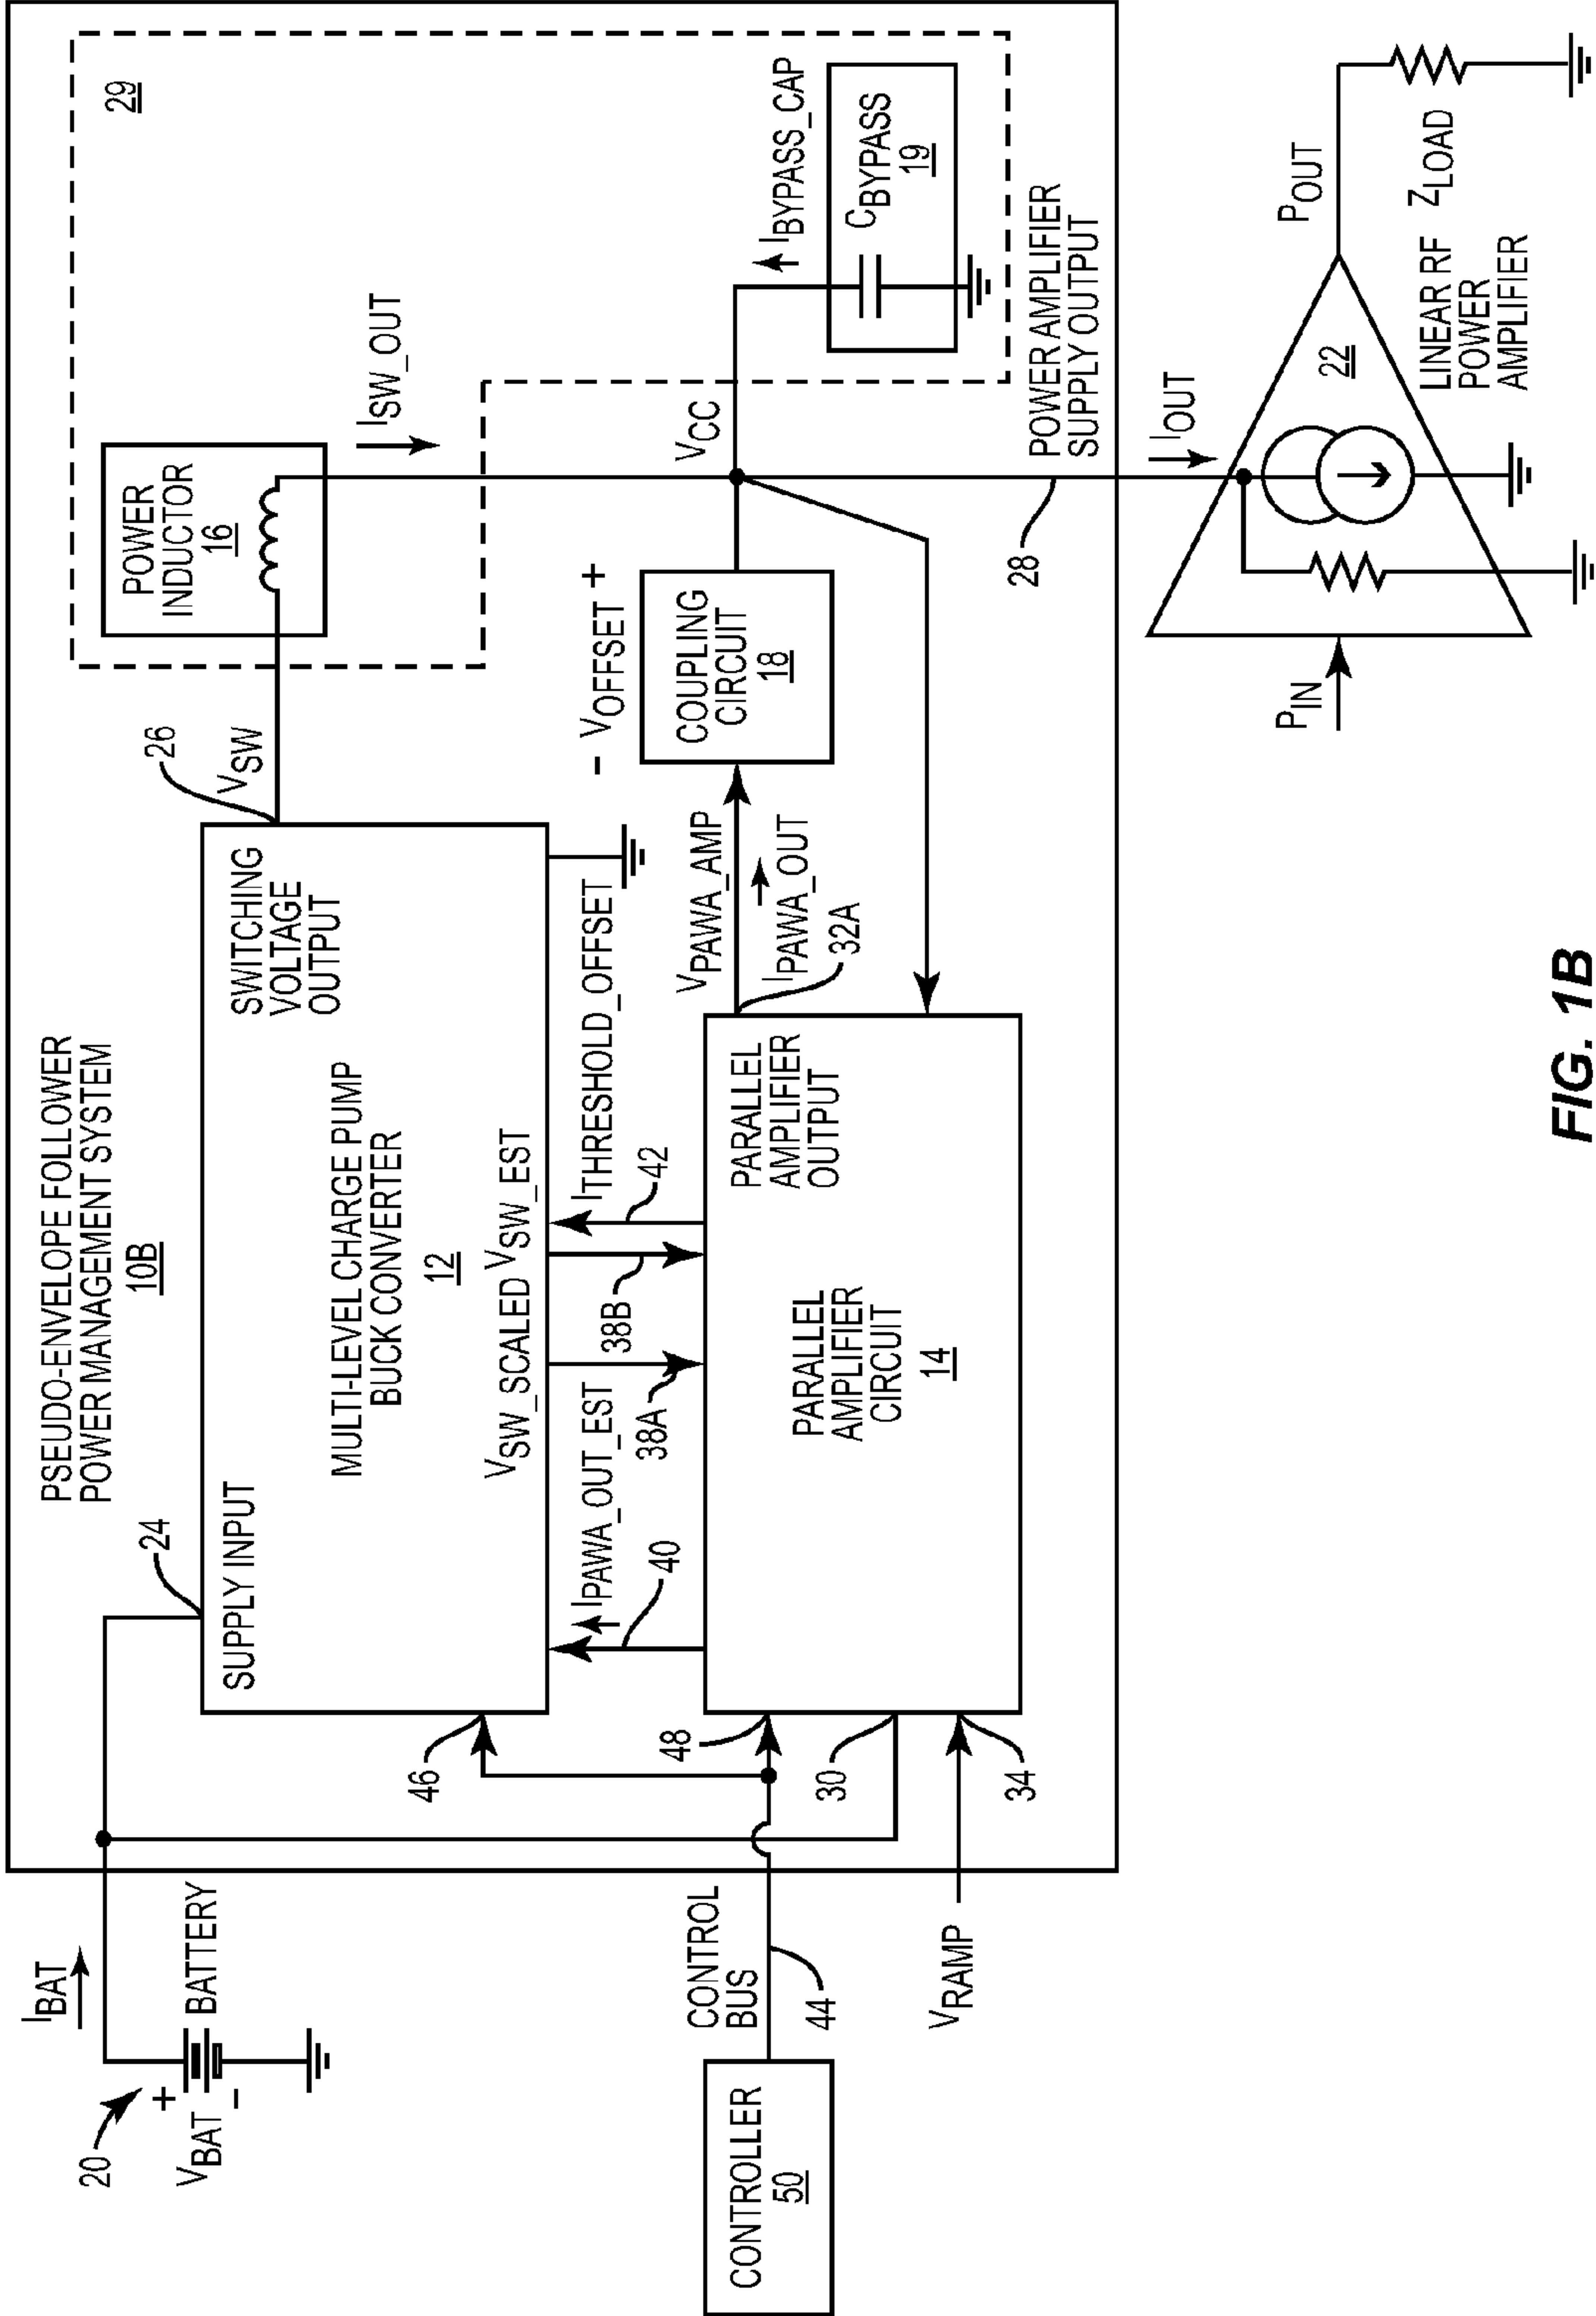 PSEUDO-ENVELOPE FOLLOWER
POWER MANAGEMENT SYSTEM
10B
29
IBAT
20
+
VBAT
-
BATTERY
24
SUPPLY INPUT
MULTI-LEVEL CHARGE PUMP
BUCK CONVERTER
12
SWITCHING
VOLTAGE
OUTPUT
26
VSW
POWER
INDUCTOR
16
ISW_OUT
VSW_SCALED
VSW_EST
46
IPAWA_OUT_EST
40
38A
38B
42
ITHRESHOLD_OFFSET
- VOFFSET +
CONTROLLER
50
CONTROL
BUS
44
48
30
34
VRAMP
PARALLEL
AMPLIFIER
CIRCUIT
14
PARALLEL
AMPLIFIER
OUTPUT
VPAWA_AMP
IPAWA_OUT
32A
COUPLING
CIRCUIT
18
VCC
IBYPASS_CAP
CBYPASS
19
28
POWER AMPLIFIER
SUPPLY OUTPUT
IOUT
PIN
22
POUT
LINEAR RF
POWER
AMPLIFIER
ZLOAD
FIG. 1B